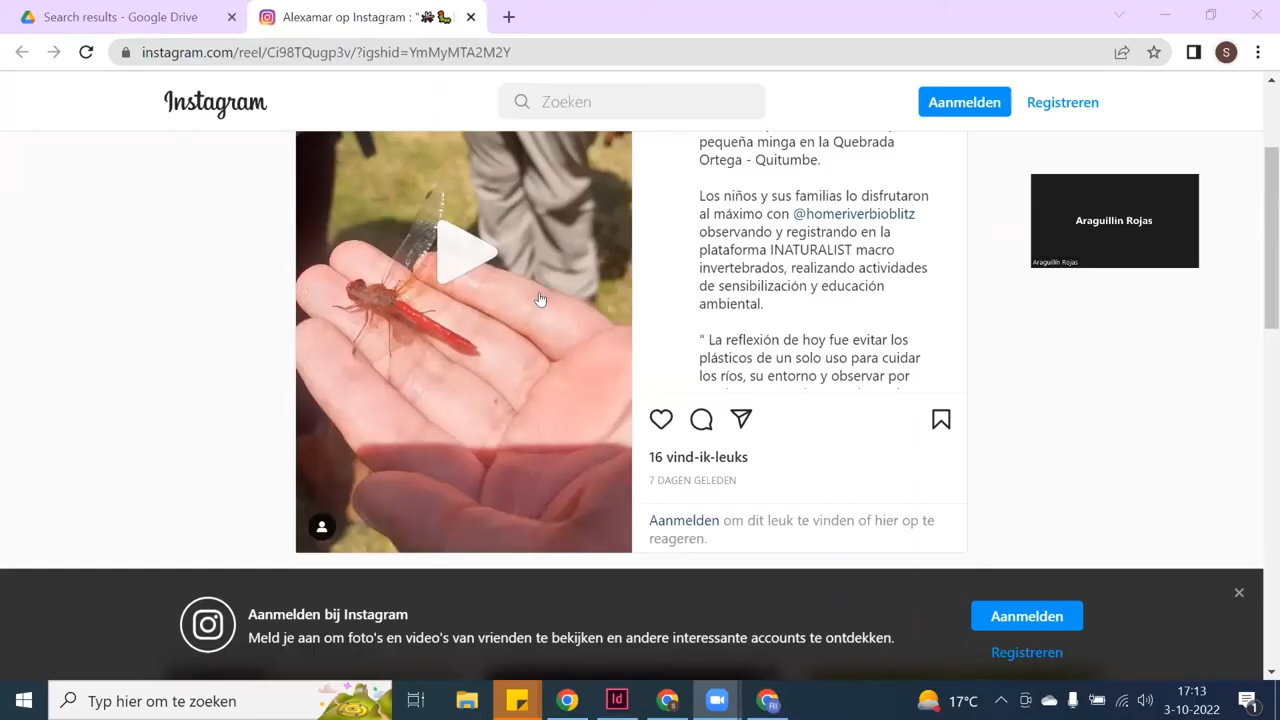 Search results - Google Drive
Alexamar op Instagram : "
instagram.com/reel/Ci98TQugp3v/?igshid=YmMyMTA2M2Y
S
Instagram
Zoeken
Aanmelden
Registreren
pequeña minga en la Quebrada
Ortega - Quitumbe.
Los niños y sus familias lo disfrutaron
al máximo con @homeriverbioblitz
observando y registrando en la
plataforma INATURALIST macro
invertebrados, realizando actividades
de sensibilización y educación
ambiental.
" La reflexión de hoy fue evitar los
plásticos de un solo uso para cuidar
los ríos, su entorno y observar por
Araguillin Rojas
Araguillín Rojas
16 vind-ik-leuks
7 DAGEN GELEDEN
Aanmelden om dit leuk te vinden of hier op te
reageren.
Aanmelden bij Instagram
Meld je aan om foto's en video's van vrienden te bekijken en andere interessante accounts te ontdekken.
Aanmelden
Registreren
Typ hier om te zoeken
Id
17°C
17:13
3-10-2022
1